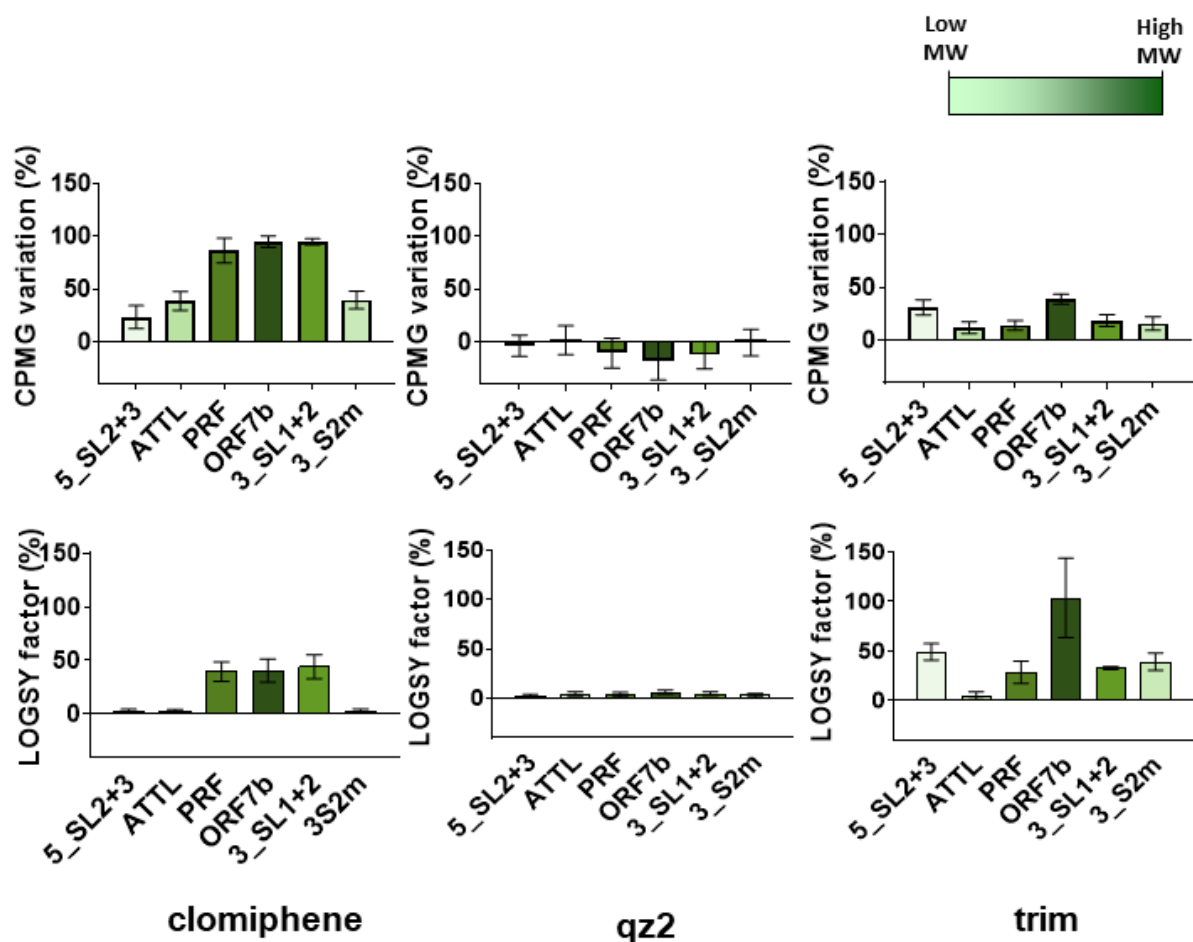 Low
MW
High
MW
CPMG variation (%)
150
100
50
0
5_SL2+3
ATTL
PRF
ORF7b
3_SL1+2
3_S2m
CPMG variation (%)
150
100
50
0
5_SL2+3
ATTL
PRF
ORF7b
3_SL1+2
3_SL2m
CPMG variation (%)
150
100
50
0
5_SL2+3
ATTL
PRF
ORF7b
3_SL1+2
3_SL2m
LOGSY factor (%)
150
100
50
0
5_SL2+3
ATTL
PRF
ORF7b
3_SL1+2
3S2m
LOGSY factor (%)
150
100
50
0
5_SL2+3
ATTL
PRF
ORF7b
3_SL1+2
3_S2m
LOGSY factor (%)
150
100
50
0
5_SL2+3
ATTL
PRF
ORF7b
3_SL1+2
3_S2m
clomiphene
qz2
trim